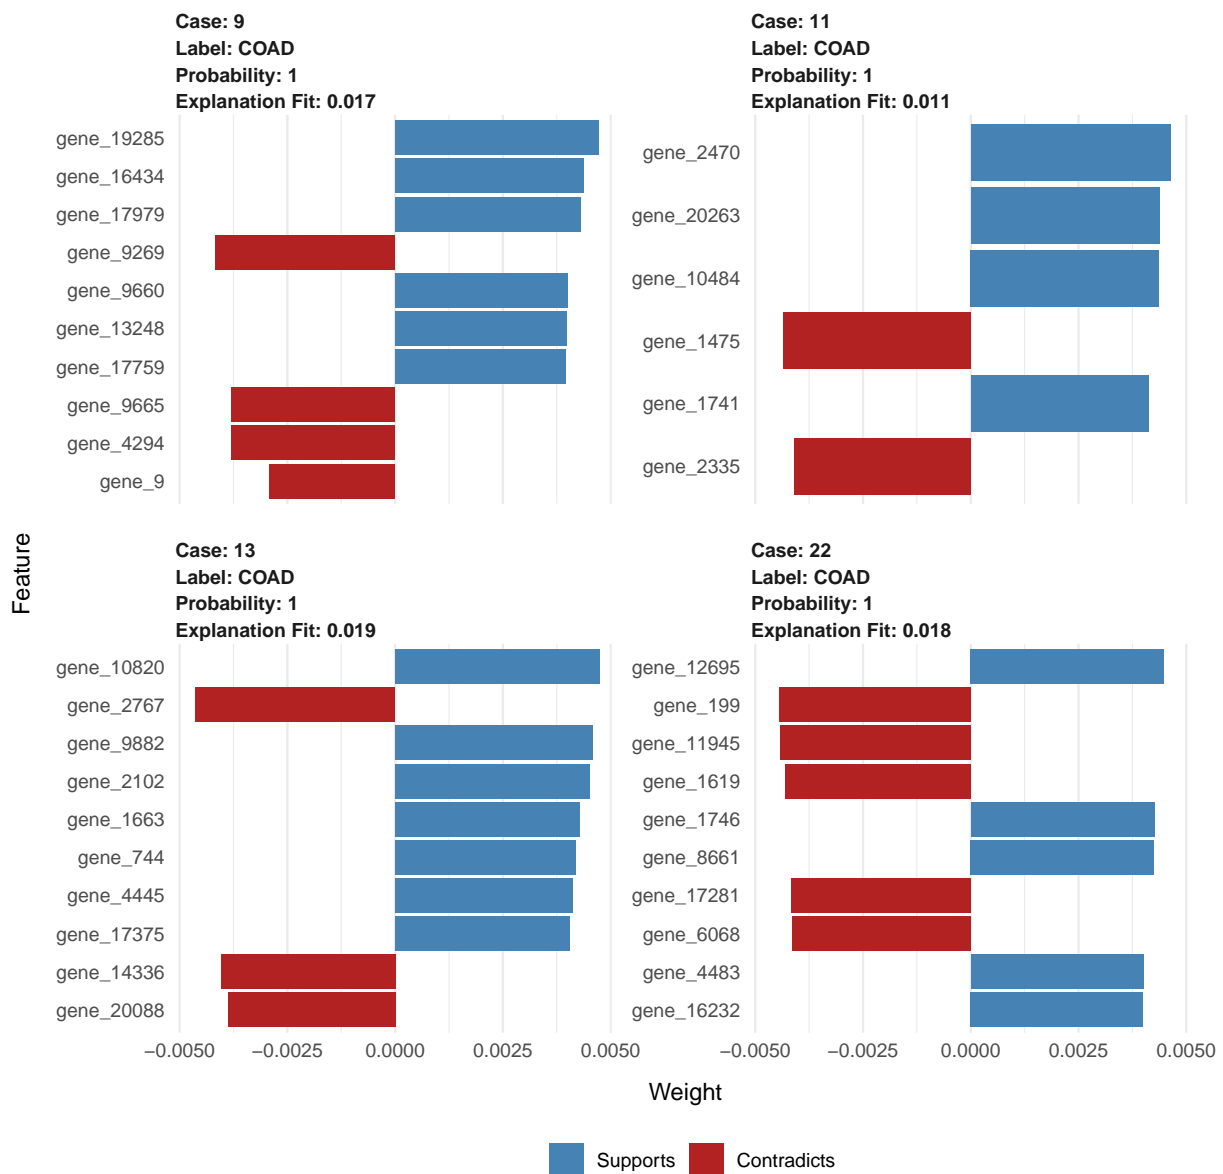 Case: 9
Label: COAD
Probability: 1
Explanation Fit: 0.017
gene_19285
gene_16434
gene_17979
gene_9269
gene_9660
gene_13248
gene_17759
gene_9665
gene_4294
gene_9
Case: 11
Label: COAD
Probability: 1
Explanation Fit: 0.011
gene_2470
gene_20263
gene_10484
gene_1475
gene_1741
gene_2335
Feature
Case: 13
Label: COAD
Probability: 1
Explanation Fit: 0.019
gene_10820
gene_2767
gene_9882
gene_2102
gene_1663
gene_744
gene_4445
gene_17375
gene_14336
gene_20088
−0.0050 −0.0025 0.0000 0.0025 0.0050
Case: 22
Label: COAD
Probability: 1
Explanation Fit: 0.018
gene_12695
gene_199
gene_11945
gene_1619
gene_1746
gene_8661
gene_17281
gene_6068
gene_4483
gene_16232
−0.0050 −0.0025 0.0000 0.0025 0.0050
Weight
Supports Contradicts